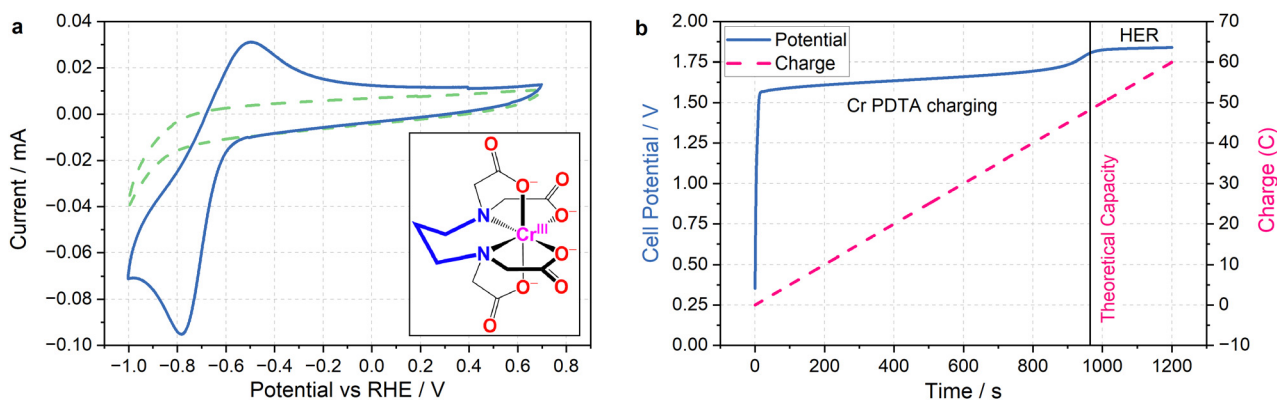 a
0.04
0.02
0.00
−0.02
−0.04
−0.06
−0.08
−0.10
Current / mA
−1.0 −0.8 −0.6 −0.4 −0.2 0.0 0.2 0.4 0.6 0.8
Potential vs RHE / V
O
O⁻
O
N
O⁻
Cr^III
N
O⁻
O
O⁻
O
b
2.00
1.75
1.50
1.25
1.00
0.75
0.50
0.25
0.00
Cell Potential / V
Potential
Charge
HER
Cr PDTA charging
Theoretical Capacity
70
60
50
40
30
20
10
0
−10
Charge (C)
0 200 400 600 800 1000 1200
Time / s